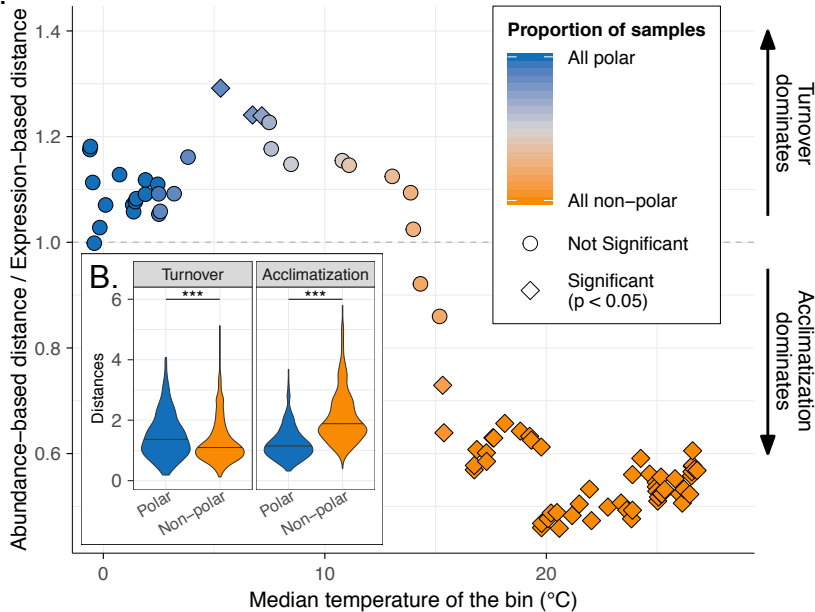 1.4
1.2
1.0
0.8
0.6
0
10
20
Abundance−based distance / Expression−based distance
Median temperature of the bin (°C)
Proportion of samples
All polar
All non−polar
Not Significant
Significant
(p < 0.05)
Turnover
dominates
Acclimatization
dominates
B.
Turnover
Acclimatization
***
***
6
4
2
0
Distances
Polar
Non−polar
Polar
Non−polar